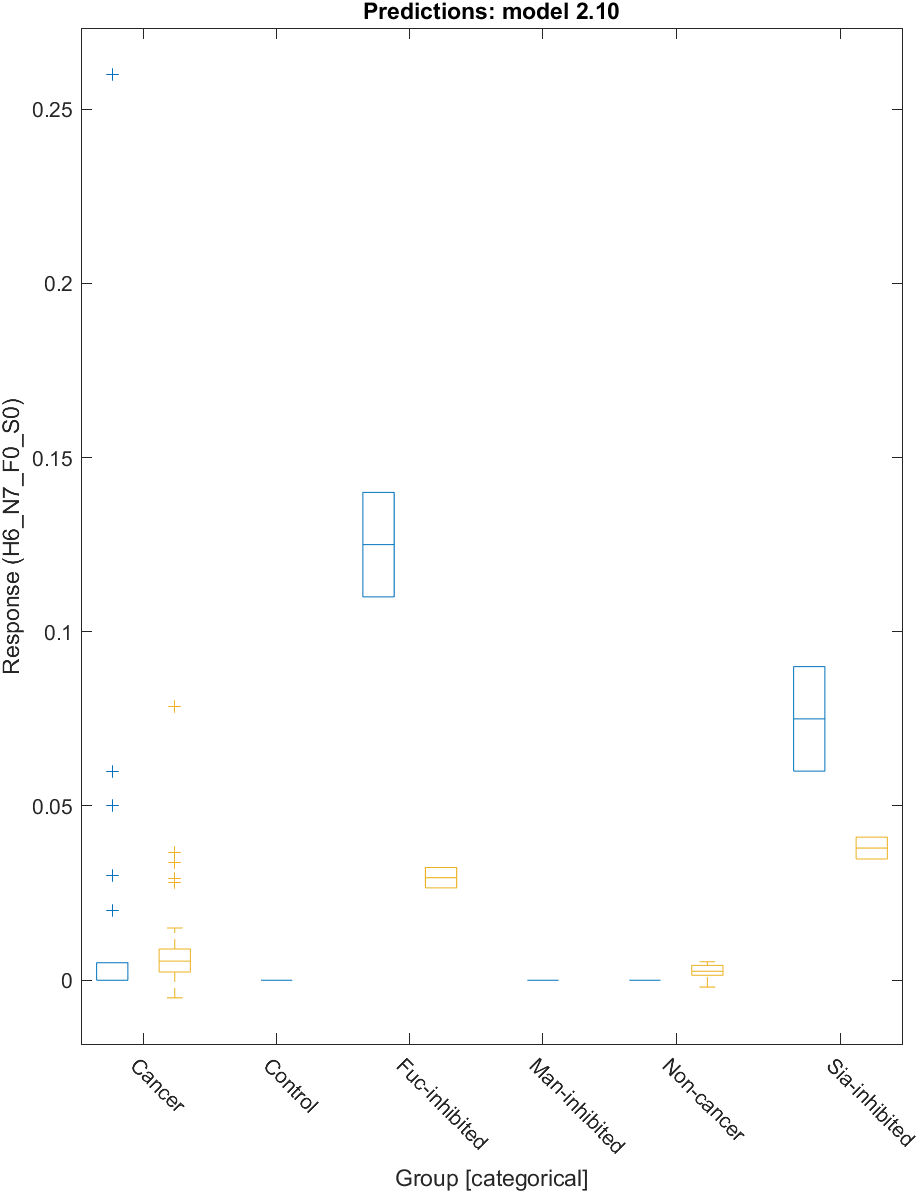 Predictions: model 2.10
Response (H6_N7_F0_S0)
0.25
0.2
0.15
0.1
0.05
0
Cancer
Control
Fuc-inhibited
Man-inhibited
Non-cancer
Sia-inhibited
Group [categorical]